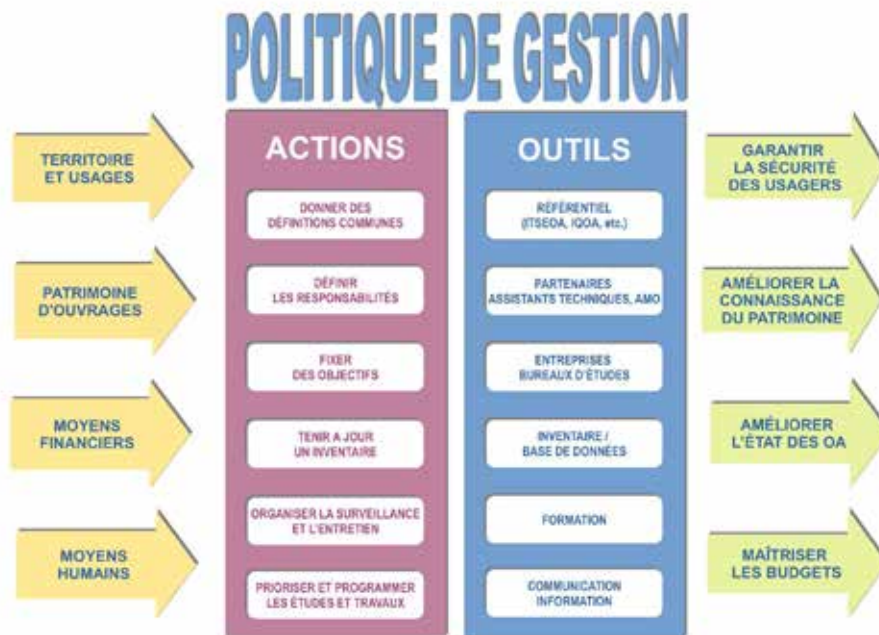 POLITIQUE DE GESTION
TERRITOIRE
ET USAGES
PATRIMOINE
D'OUVRAGES
MOYENS
FINANCIERS
MOYENS
HUMAINS
ACTIONS
DONNER DES
DÉFINITIONS COMMUNES
DÉFINIR
LES RESPONSABILITÉS
FIXER
DES OBJECTIFS
TENIR A JOUR
UN INVENTAIRE
ORGANISER LA SURVEILLANCE
ET L'ENTRETIEN
PRIORISER ET PROGRAMMER
LES ÉTUDES ET TRAVAUX
OUTILS
RÉFÉRENTIEL
(ITSEOA, IQOA, etc.)
PARTENAIRES
ASSISTANTS TECHNIQUES, AMO
ENTREPRISES
BUREAUX D'ÉTUDES
INVENTAIRE /
BASE DE DONNÉES
FORMATION
COMMUNICATION
INFORMATION
GARANTIR
LA SÉCURITÉ
DES USAGERS
AMÉLIORER LA
CONNAISSANCE
DU PATRIMOINE
AMÉLIORER
L'ÉTAT DES OA
MAÎTRISER
LES BUDGETS